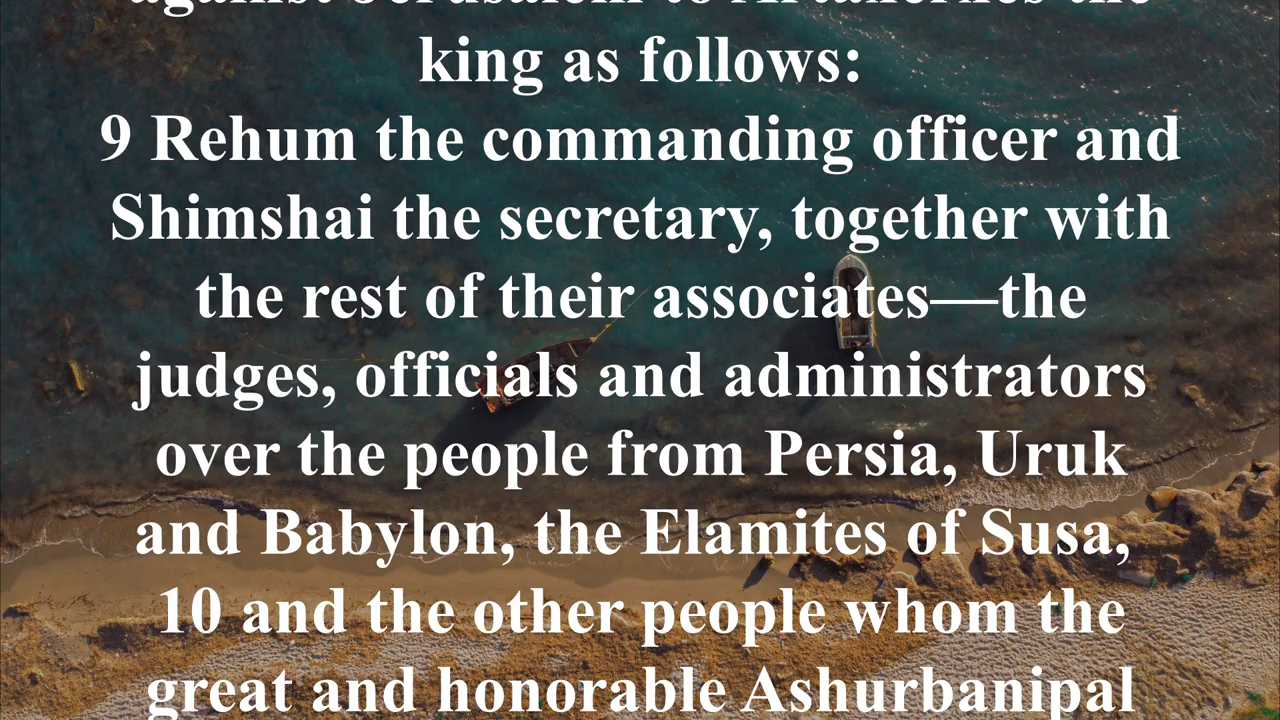 against Jerusalem to Artaxerxes the
king as follows:
9 Rehum the commanding officer and
Shimshai the secretary, together with
the rest of their associates—the
judges, officials and administrators
over the people from Persia, Uruk
and Babylon, the Elamites of Susa,
10 and the other people whom the
great and honorable Ashurbanipal